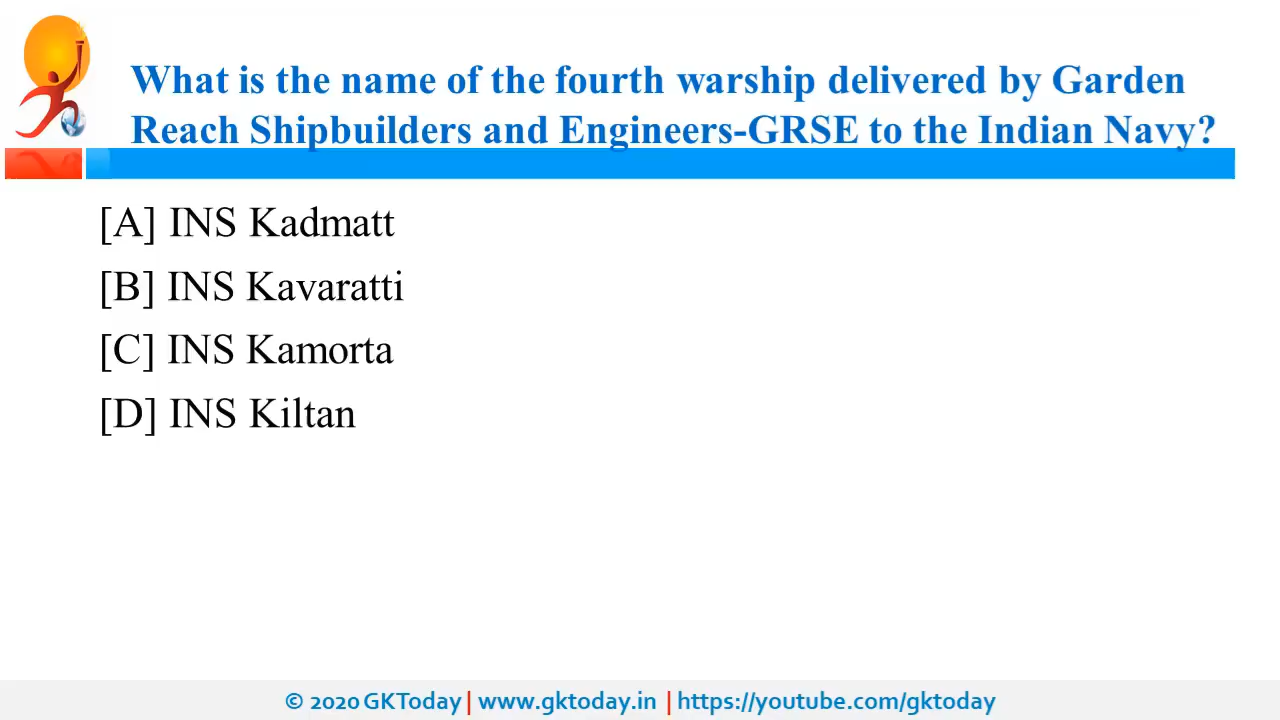 What is the name of the fourth warship delivered by Garden
Reach Shipbuilders and Engineers-GRSE to the Indian Navy?
[A] INS Kadmatt
[B] INS Kavaratti
[C] INS Kamorta
[D] INS Kiltan
© 2020 GKToday | www.gktoday.in | https://youtube.com/gktoday